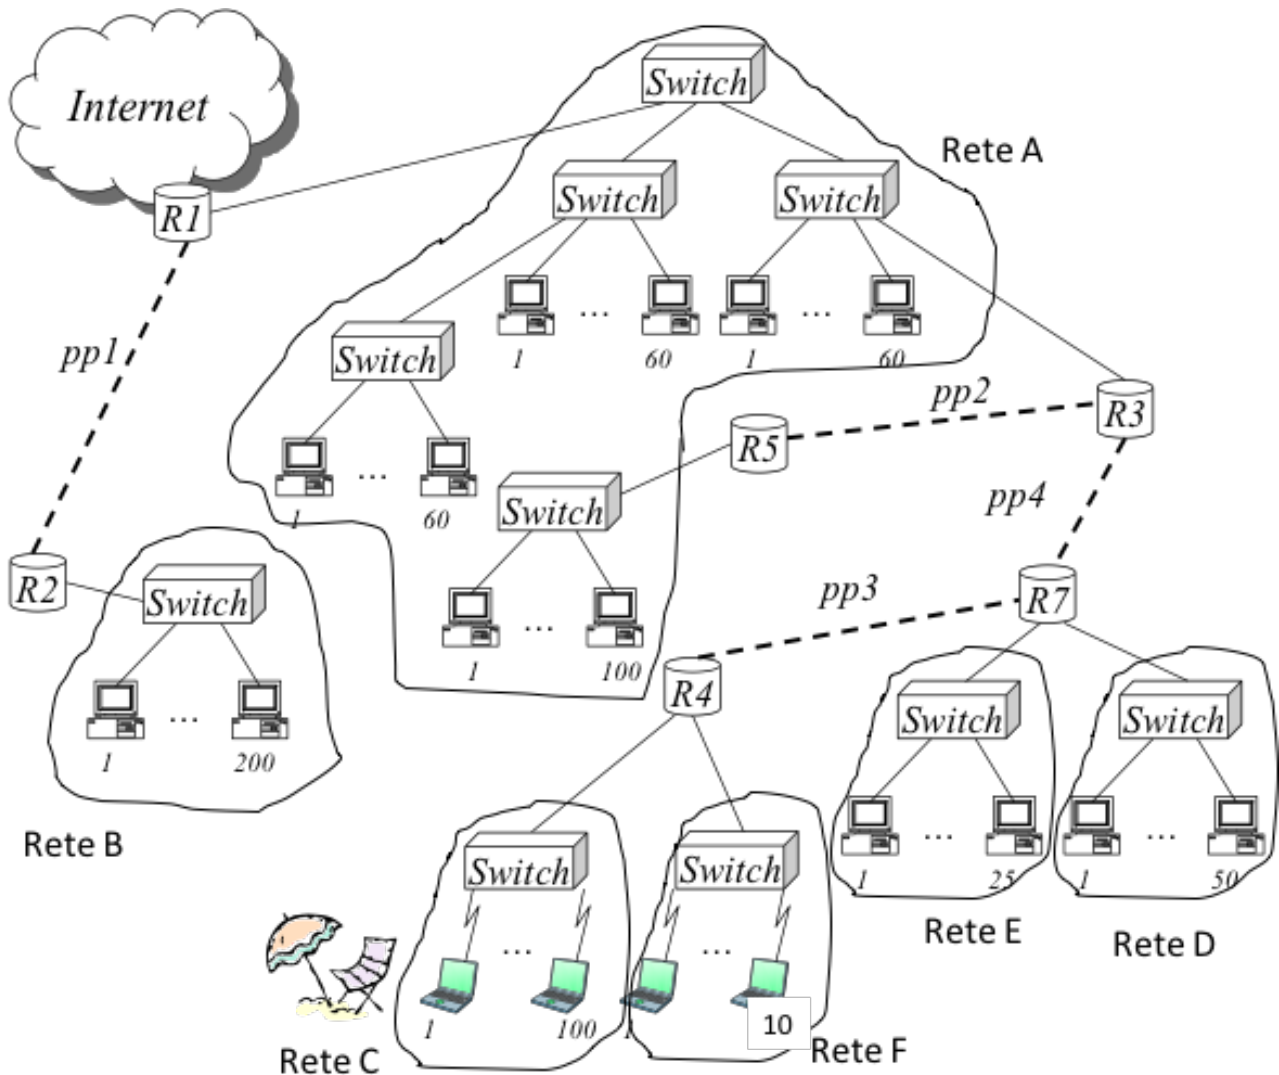 Switch
Internet
Rete A
R1
Switch
Switch
1 ... 60
1 ... 60
Switch
pp1
pp2
R3
R5
1 ... 60
Switch
pp4
R2
Switch
R7
pp3
1 ... 100
R4
1 ... 200
Switch
Switch
Rete B
Switch
Switch
1 ... 25
1 ... 50
Rete E
Rete D
1 ... 100
1 ... 10
Rete C
Rete F